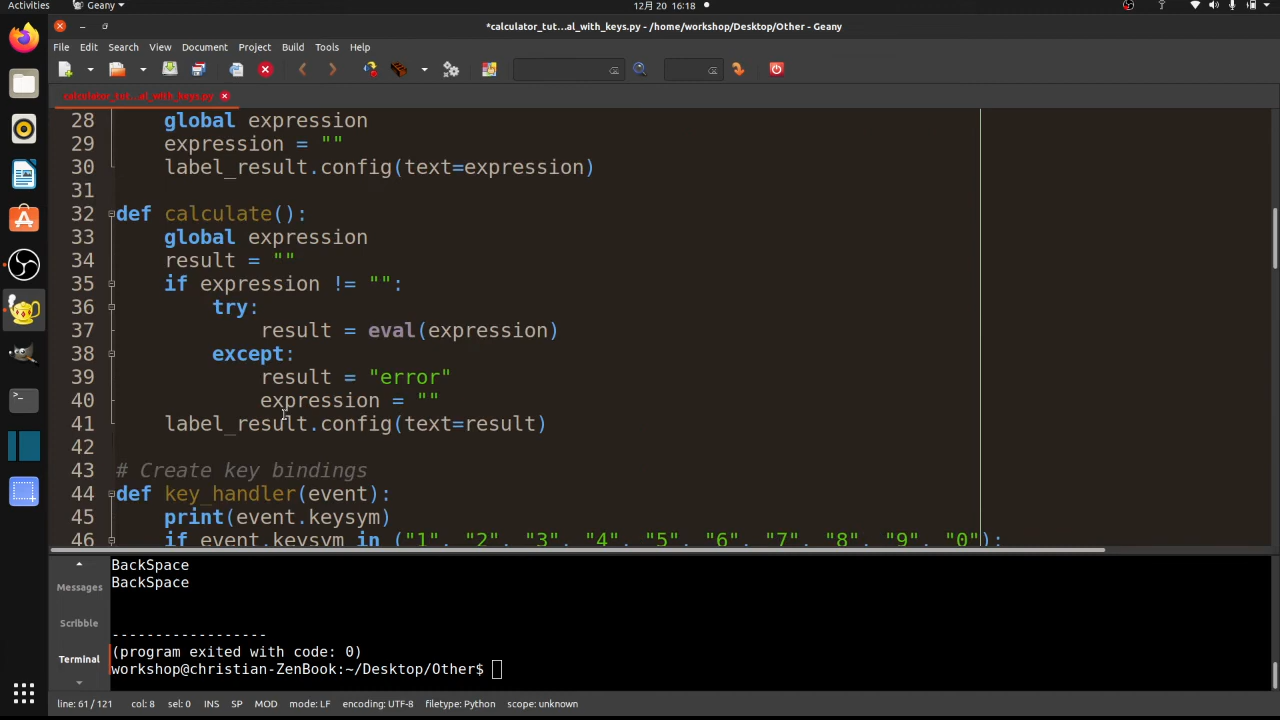 Activities
Geany
12月 20 16:18
*calculator_tut...al_with_keys.py - /home/workshop/Desktop/Other - Geany
File Edit Search View Document Project Build Tools Help
calculator_tut...al_with_keys.py
28 global expression
29 expression = ""
30 label_result.config(text=expression)
31
32 def calculate():
33 global expression
34 result = ""
35 if expression != "":
36 try:
37 result = eval(expression)
38 except:
39 result = "error"
40 expression = ""
41 label_result.config(text=result)
42
43 # Create key bindings
44 def key_handler(event):
45 print(event.keysym)
46 if event.keysym in ("1", "2", "3", "4", "5", "6", "7", "8", "9", "0"):
Messages
Scribble
Terminal
BackSpace
BackSpace
------------------
(program exited with code: 0)
workshop@christian-ZenBook:~/Desktop/Other$
line: 61 / 121 col: 8 sel: 0 INS SP MOD mode: LF encoding: UTF-8 filetype: Python scope: unknown